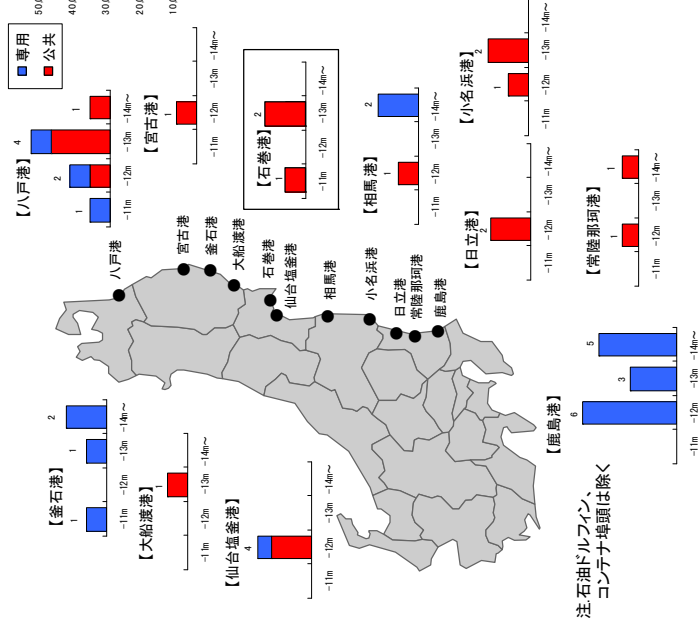 専用
公共
【八戸港】
1
2
4
1
-11m
-12m
-13m
-14m~
【宮古港】
1
-11m
-12m
-13m
-14m~
【釜石港】
1
1
2
-11m
-12m
-13m
-14m~
【大船渡港】
1
-11m
-12m
-13m
-14m~
【石巻港】
1
2
-11m
-12m
-13m
-14m~
【仙台塩釜港】
4
-11m
-12m
-13m
-14m~
【相馬港】
1
2
-11m
-12m
-13m
-14m~
【小名浜港】
1
2
-11m
-12m
-13m
-14m~
【日立港】
2
-11m
-12m
-13m
-14m~
【常陸那珂港】
1
1
-11m
-12m
-13m
-14m~
【鹿島港】
6
3
5
-11m
-12m
-13m
-14m~
八戸港
宮古港
釜石港
大船渡港
石巻港
仙台塩釜港
相馬港
小名浜港
日立港
常陸那珂港
鹿島港
注.石油ドルフィン、
コンテナ埠頭は除く